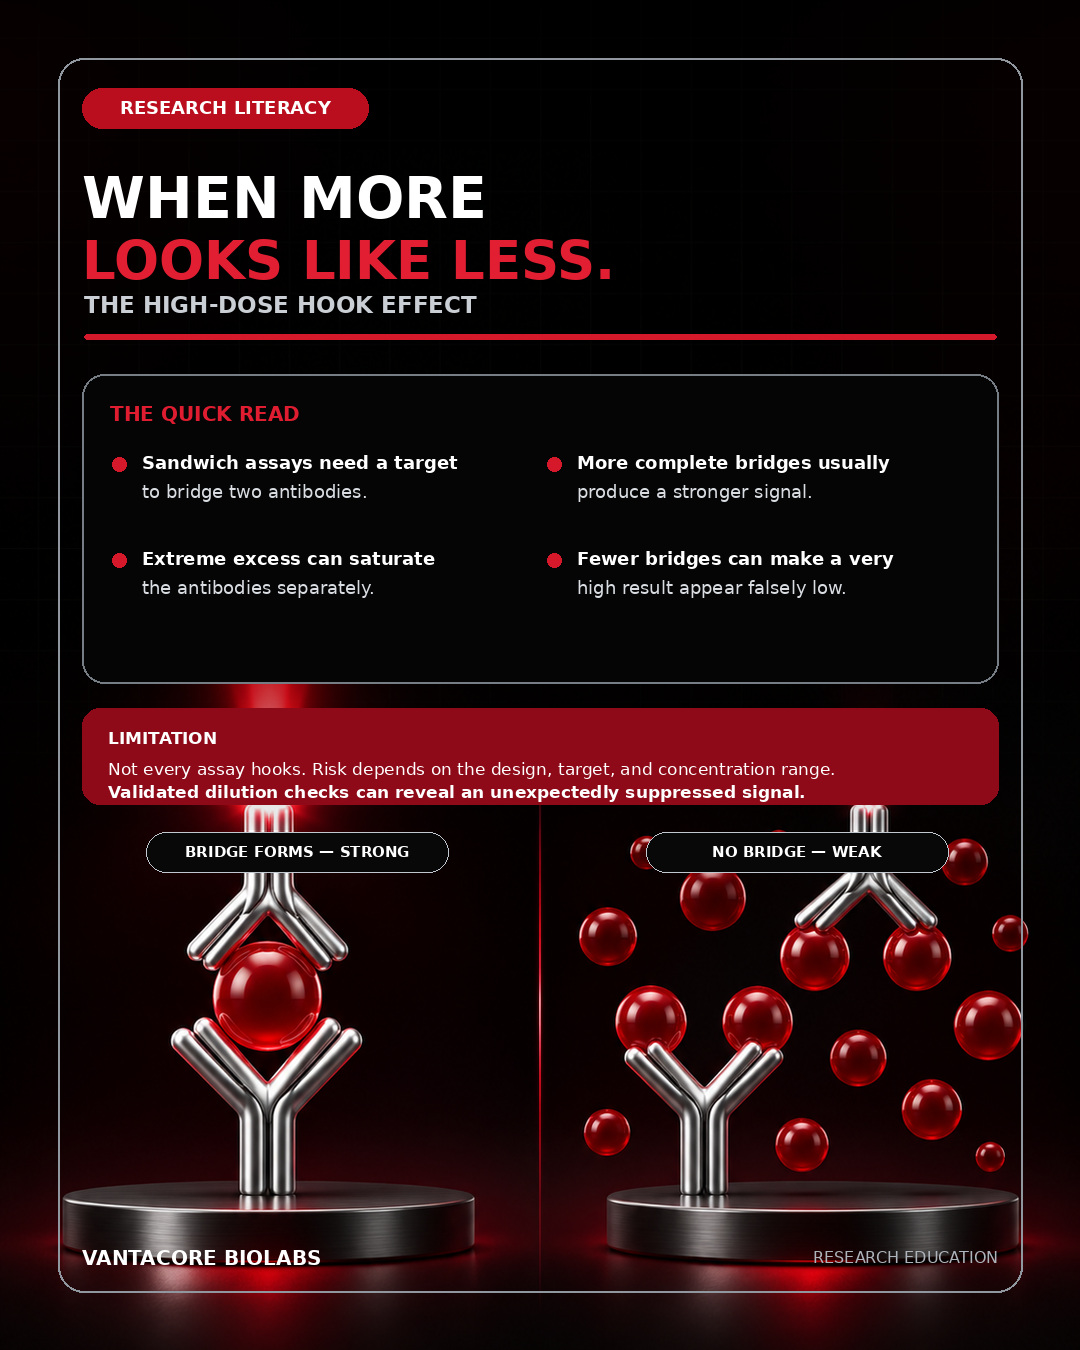 RESEARCH LITERACY
WHEN MORE
LOOKS LIKE LESS.
THE HIGH-DOSE HOOK EFFECT
THE QUICK READ
Sandwich assays need a target
to bridge two antibodies.
More complete bridges usually
produce a stronger signal.
Extreme excess can saturate
the antibodies separately.
Fewer bridges can make a very
high result appear falsely low.
LIMITATION
Not every assay hooks. Risk depends on the design, target, and concentration range.
Validated dilution checks can reveal an unexpectedly suppressed signal.
BRIDGE FORMS — STRONG
NO BRIDGE — WEAK
VANTACORE BIOLABS
RESEARCH EDUCATION